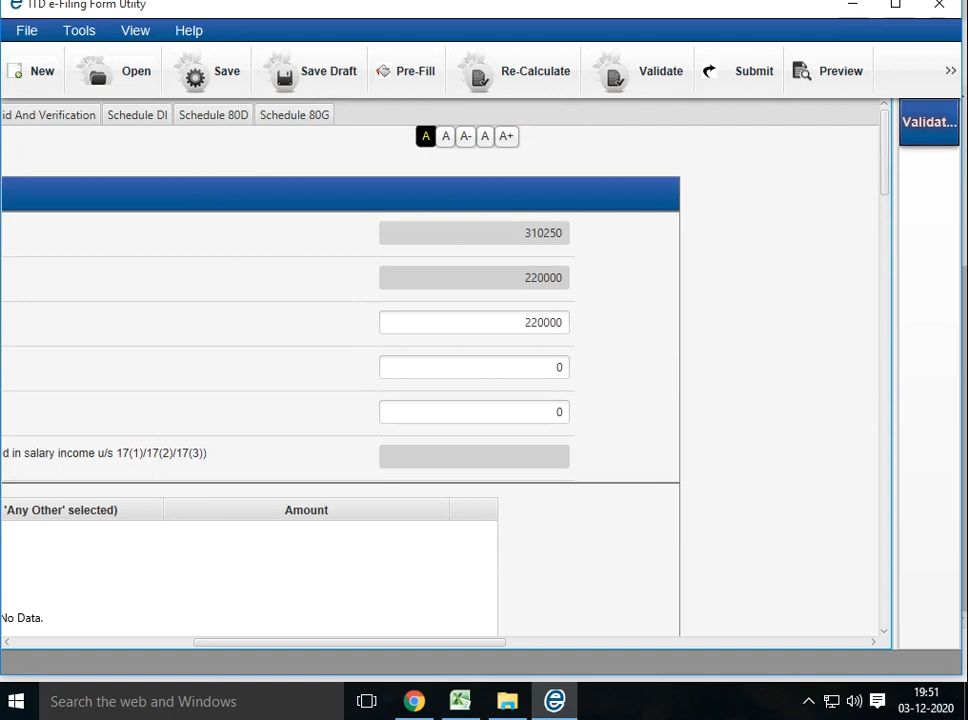 ITD e-Filing Form Utility
File Tools View Help
New Open Save Save Draft Pre-Fill Re-Calculate Validate Submit Preview >>
id And Verification Schedule DI Schedule 80D Schedule 80G
A A A- A A+
Validat...
310250
220000
220000
0
0
d in salary income u/s 17(1)/17(2)/17(3))
'Any Other' selected) Amount
No Data.
Search the web and Windows
19:51
03-12-2020